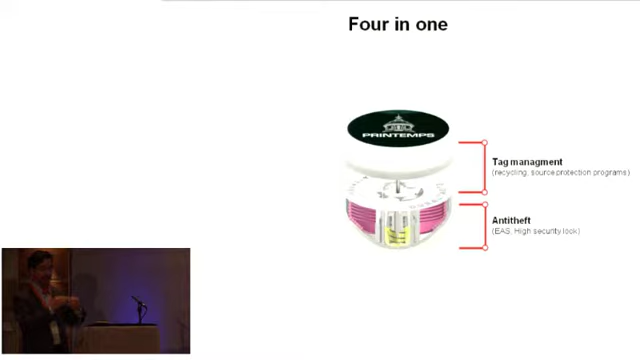 Four in one
PRINTEMPS
Tag managment
(recycling, source protection programs)
Antitheft
(EAS, High security lock)